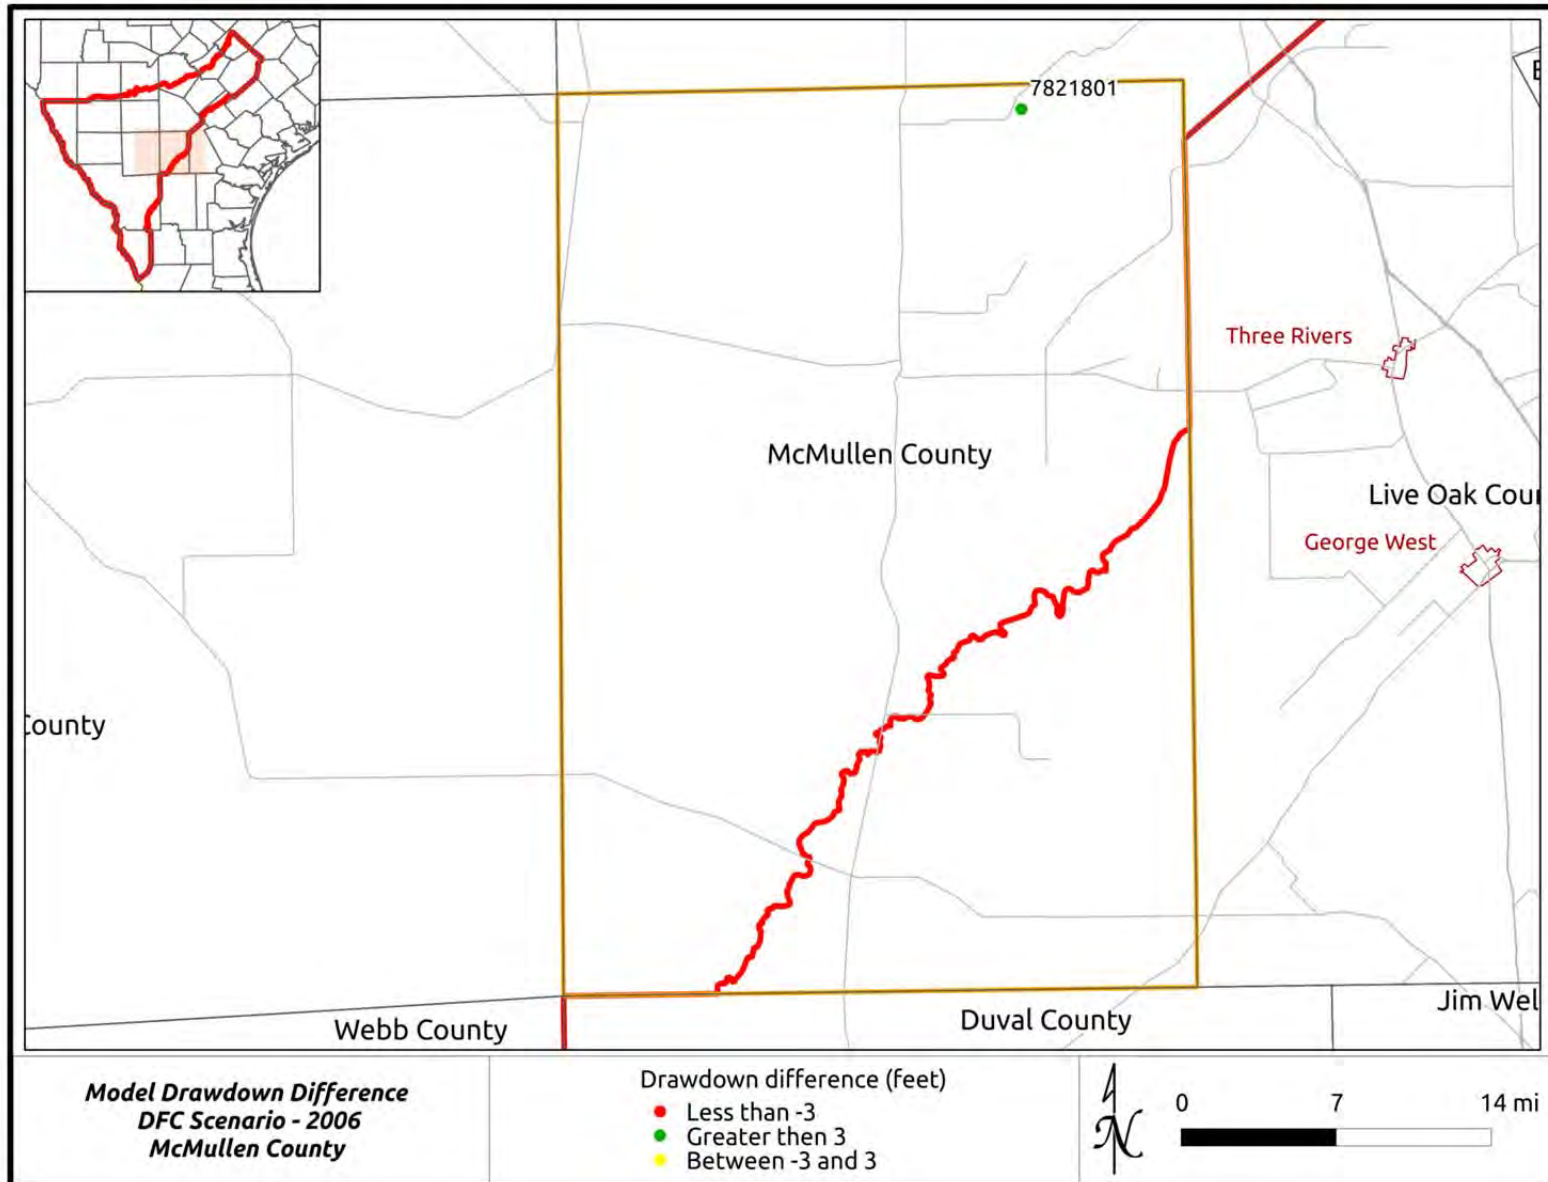 7821801
Three Rivers
McMullen County
Live Oak Coun
George West
County
Webb County
Duval County
Jim Wel
Model Drawdown Difference
DFC Scenario - 2006
McMullen County
Drawdown difference (feet)
Less than -3
Greater then 3
Between -3 and 3
N
0 7 14 mi